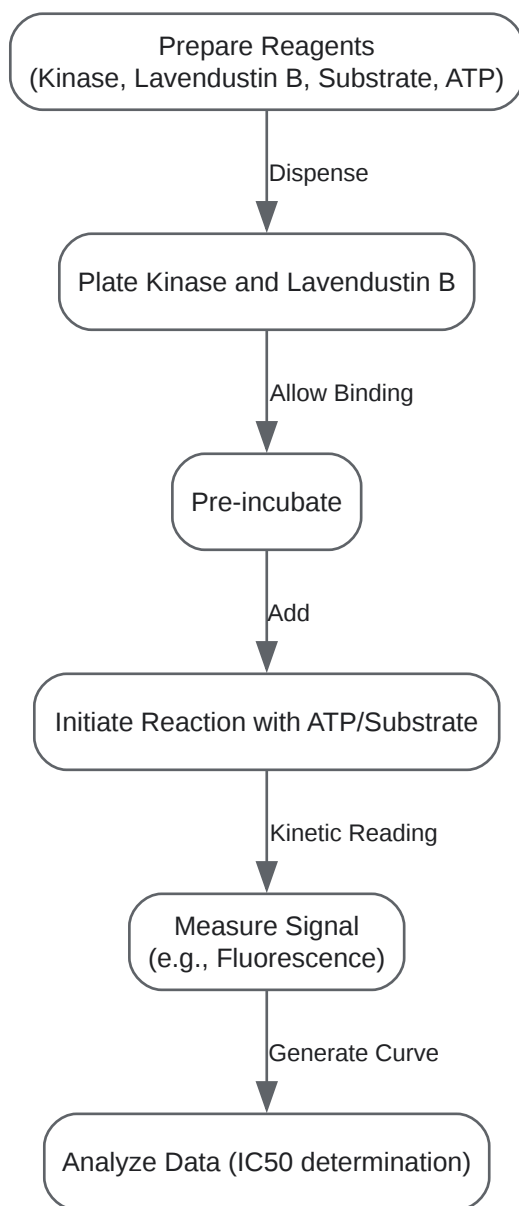 Prepare Reagents
(Kinase, Lavendustin B, Substrate, ATP)
Dispense
Plate Kinase and Lavendustin B
Allow Binding
Pre-incubate
Add
Initiate Reaction with ATP/Substrate
Kinetic Reading
Measure Signal
(e.g., Fluorescence)
Generate Curve
Analyze Data (IC50 determination)